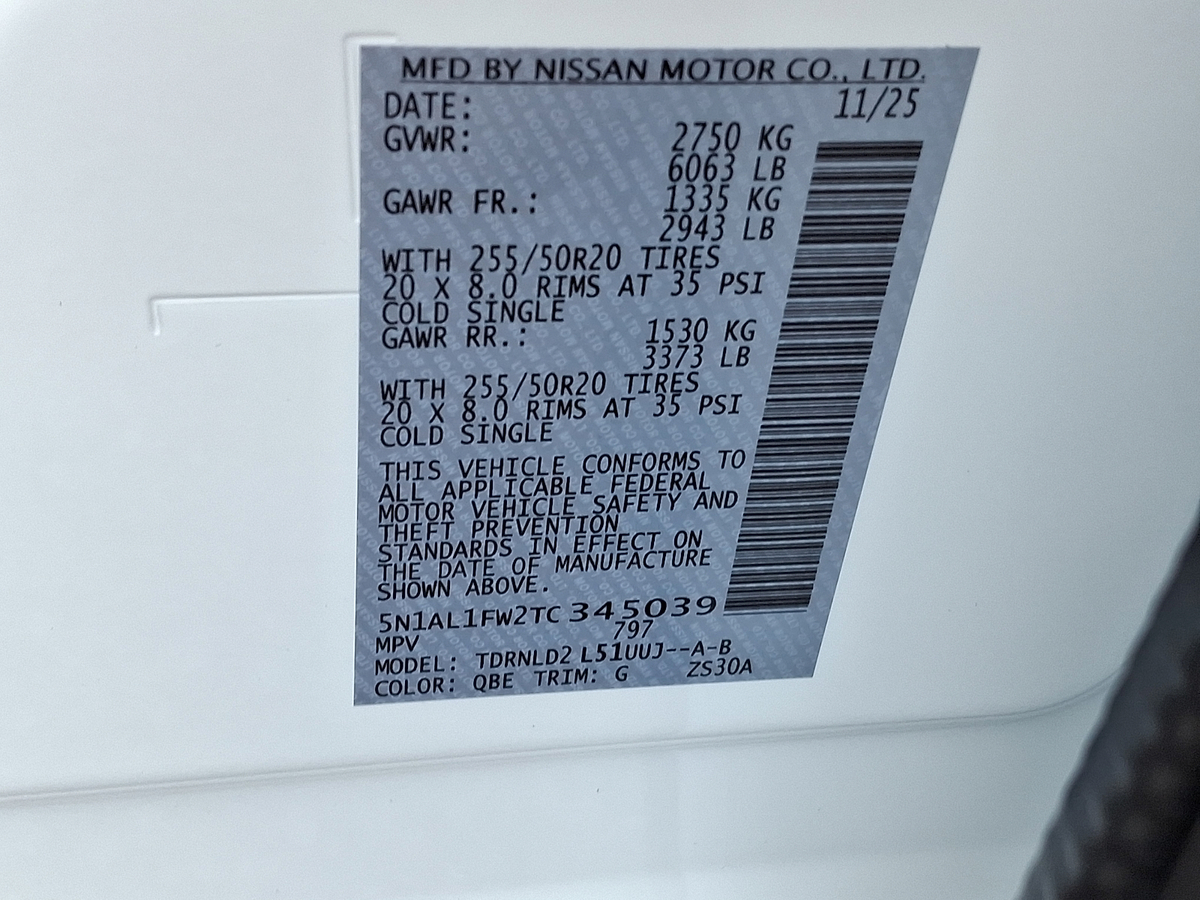 MFD BY NISSAN MOTOR CO., LTD.
DATE: 11/25
GVWR: 2750 KG
6063 LB
GAWR FR.: 1335 KG
2943 LB
WITH 255/50R20 TIRES
20 X 8.0 RIMS AT 35 PSI
COLD SINGLE
GAWR RR.: 1530 KG
3373 LB
WITH 255/50R20 TIRES
20 X 8.0 RIMS AT 35 PSI
COLD SINGLE
THIS VEHICLE CONFORMS TO
ALL APPLICABLE FEDERAL
MOTOR VEHICLE SAFETY AND
THEFT PREVENTION
STANDARDS IN EFFECT ON
THE DATE OF MANUFACTURE
SHOWN ABOVE.
5N1AL1FW2TC 345039
MPV 797
MODEL: TDRNLD2 L51UUJ--A-B
COLOR: QBE TRIM: G ZS30A